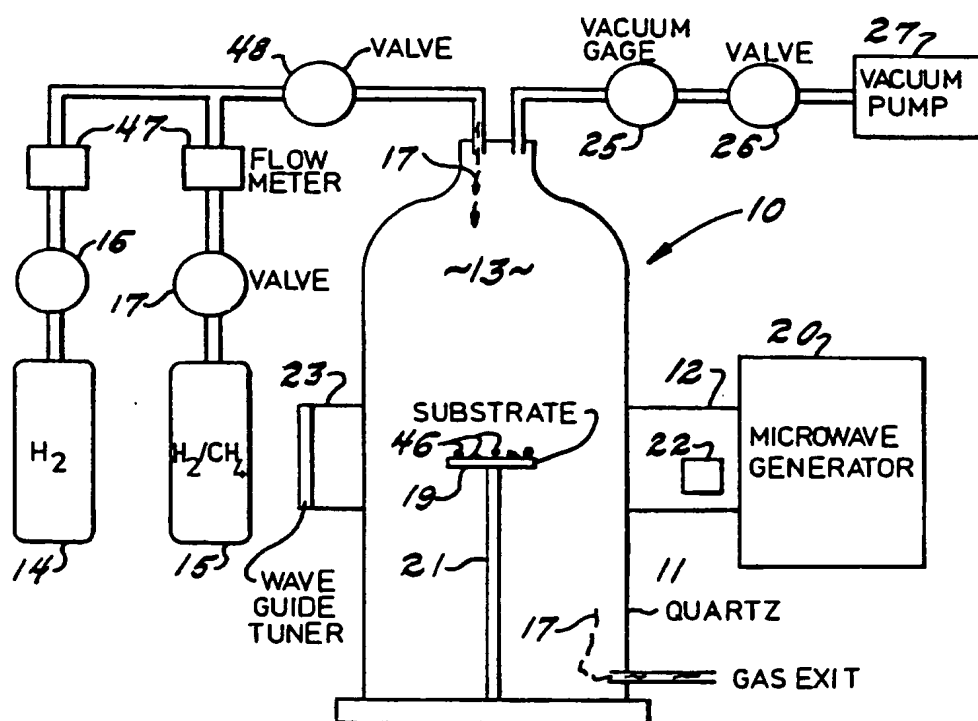 48
VALVE
VACUUM
GAGE
VALVE
27
VACUUM
PUMP
47
FLOW
METER
17
25
26
16
17
VALVE
~13~
10
H2
H2/CH4
14
15
23
WAVE
GUIDE
TUNER
SUBSTRATE
46
19
21
12
22
20
MICROWAVE
GENERATOR
11
QUARTZ
17
GAS EXIT